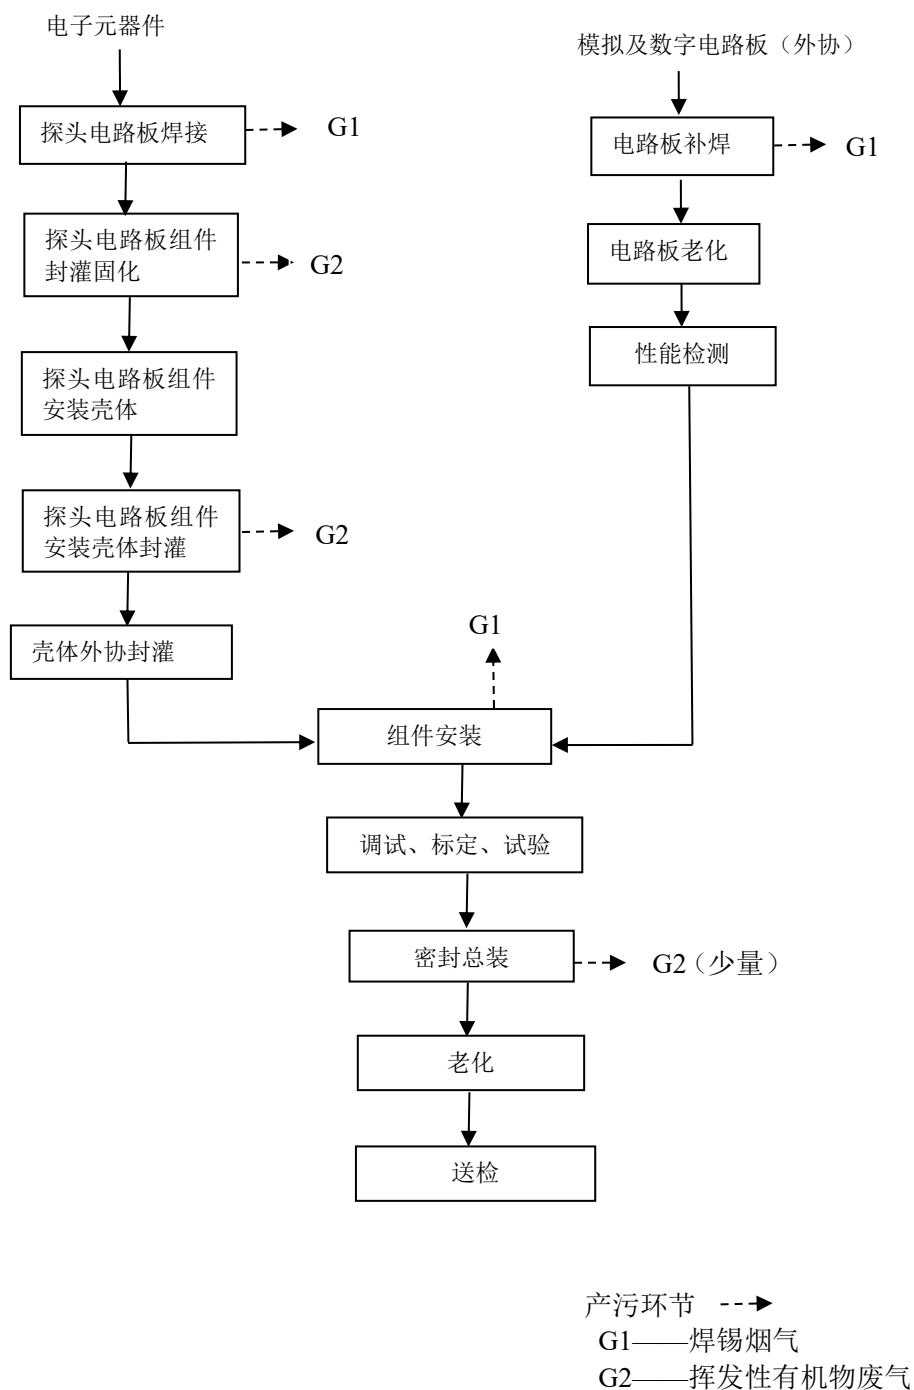 电子元器件
模拟及数字电路板（外协）
探头电路板焊接
G1
电路板补焊
G1
探头电路板组件
封灌固化
G2
电路板老化
性能检测
探头电路板组件
安装壳体
探头电路板组件
安装壳体封灌
G2
壳体外协封灌
G1
组件安装
调试、标定、试验
密封总装
G2（少量）
老化
送检
产污环节
G1——焊锡烟气
G2——挥发性有机物废气